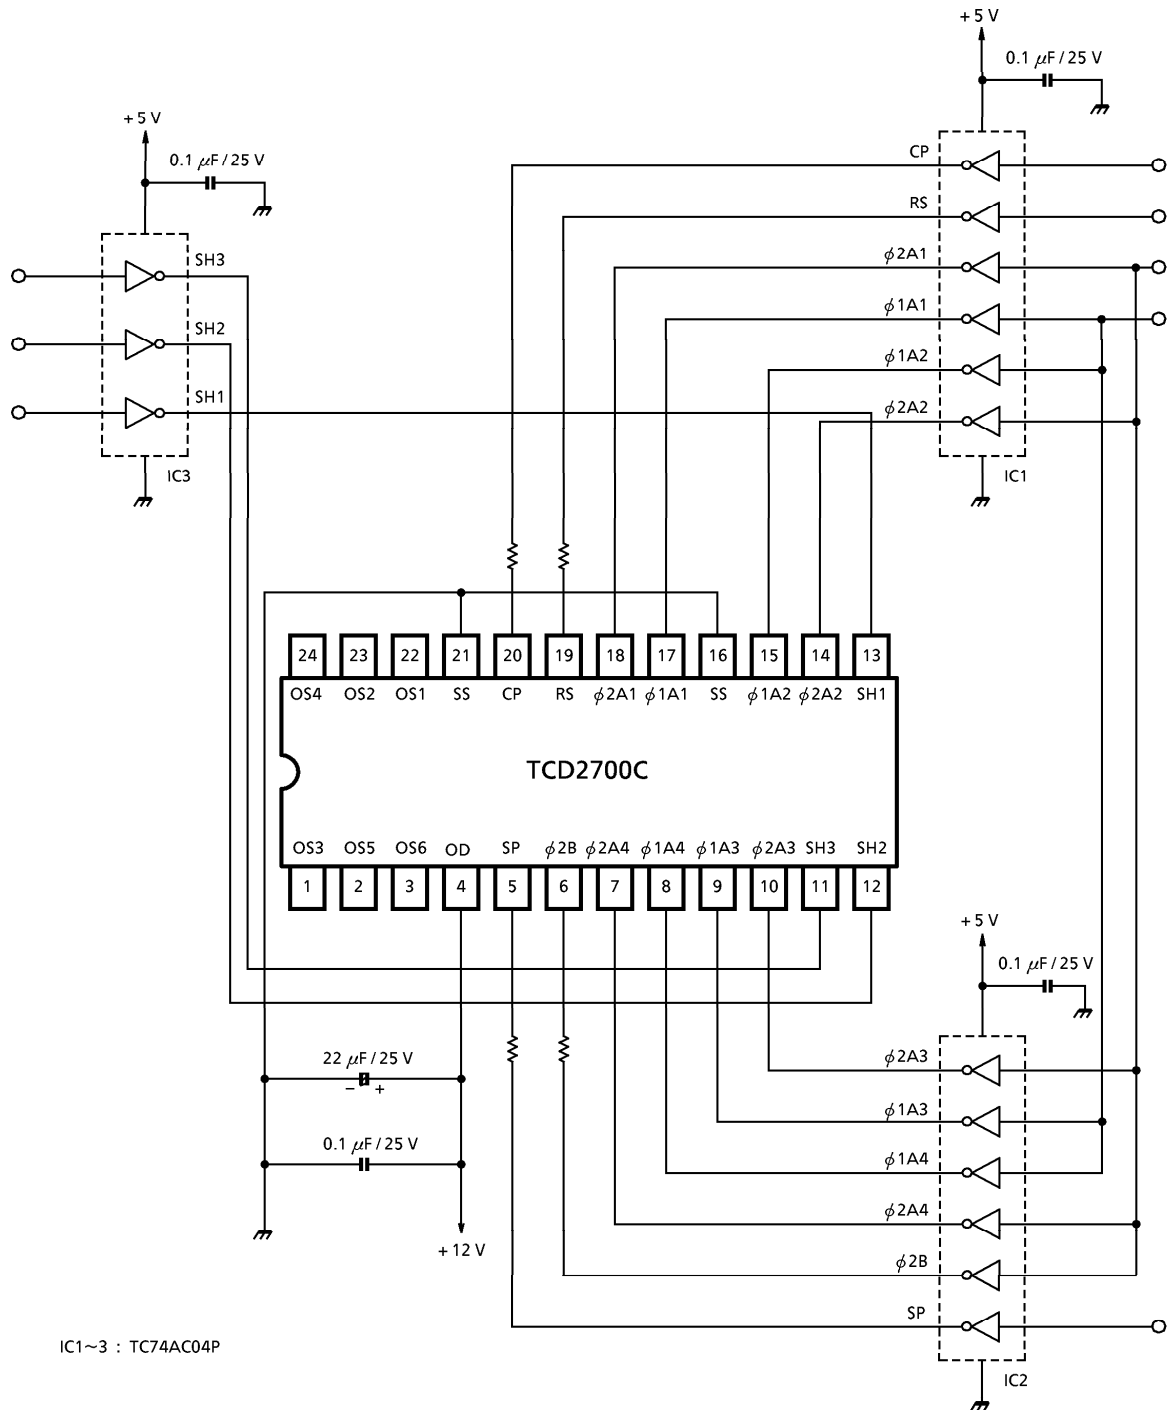 +5 V
0.1 μF/25 V
+5 V
0.1 μF/25 V
CP
RS
ϕ2A1
ϕ1A1
ϕ1A2
ϕ2A2
IC1
SH3
SH2
SH1
IC3
24 23 22 21 20 19 18 17 16 15 14 13
OS4 OS2 OS1 SS CP RS ϕ2A1 ϕ1A1 SS ϕ1A2 ϕ2A2 SH1
TCD2700C
OS3 OS5 OS6 OD SP ϕ2B ϕ2A4 ϕ1A4 ϕ1A3 ϕ2A3 SH3 SH2
1 2 3 4 5 6 7 8 9 10 11 12
+5 V
0.1 μF/25 V
22 μF/25 V
− +
0.1 μF/25 V
+12 V
ϕ2A3
ϕ1A3
ϕ1A4
ϕ2A4
ϕ2B
SP
IC2
IC1~3 : TC74AC04P